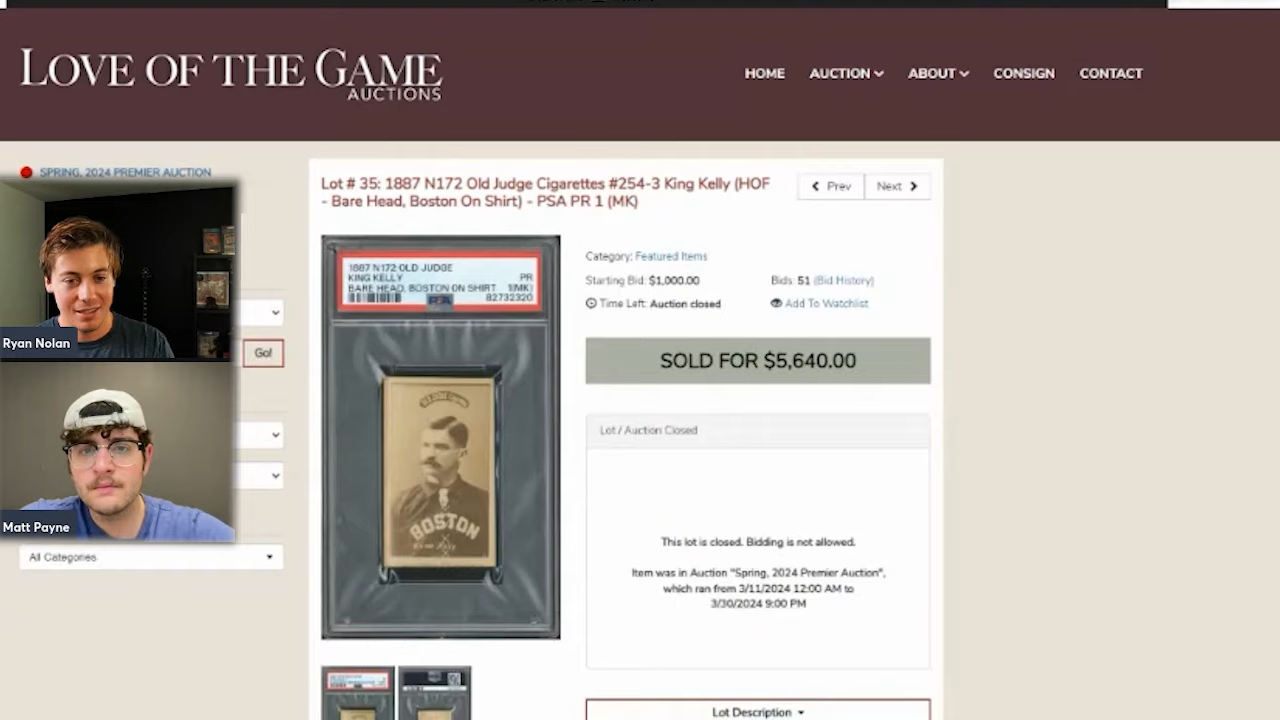 LOVE OF THE GAME
AUCTIONS
HOME
AUCTION
ABOUT
CONSIGN
CONTACT
SPRING, 2024 PREMIER AUCTION
Lot # 35: 1887 N172 Old Judge Cigarettes #254-3 King Kelly (HOF
- Bare Head, Boston On Shirt) - PSA PR 1 (MK)
Prev
Next
1887 N172 OLD JUDGE
KING KELLY PR
BARE HEAD, BOSTON ON SHIRT 1(MK)
PSA 82732320
BOSTON
Category: Featured Items
Starting Bid: $1,000.00
Bids: 51 (Bid History)
Time Left: Auction closed
Add To Watchlist
SOLD FOR $5,640.00
Lot / Auction Closed
This lot is closed. Bidding is not allowed.
Item was in Auction "Spring, 2024 Premier Auction",
which ran from 3/11/2024 12:00 AM to
3/30/2024 9:00 PM
Lot Description
Ryan Nolan
Go!
Matt Payne
All Categories